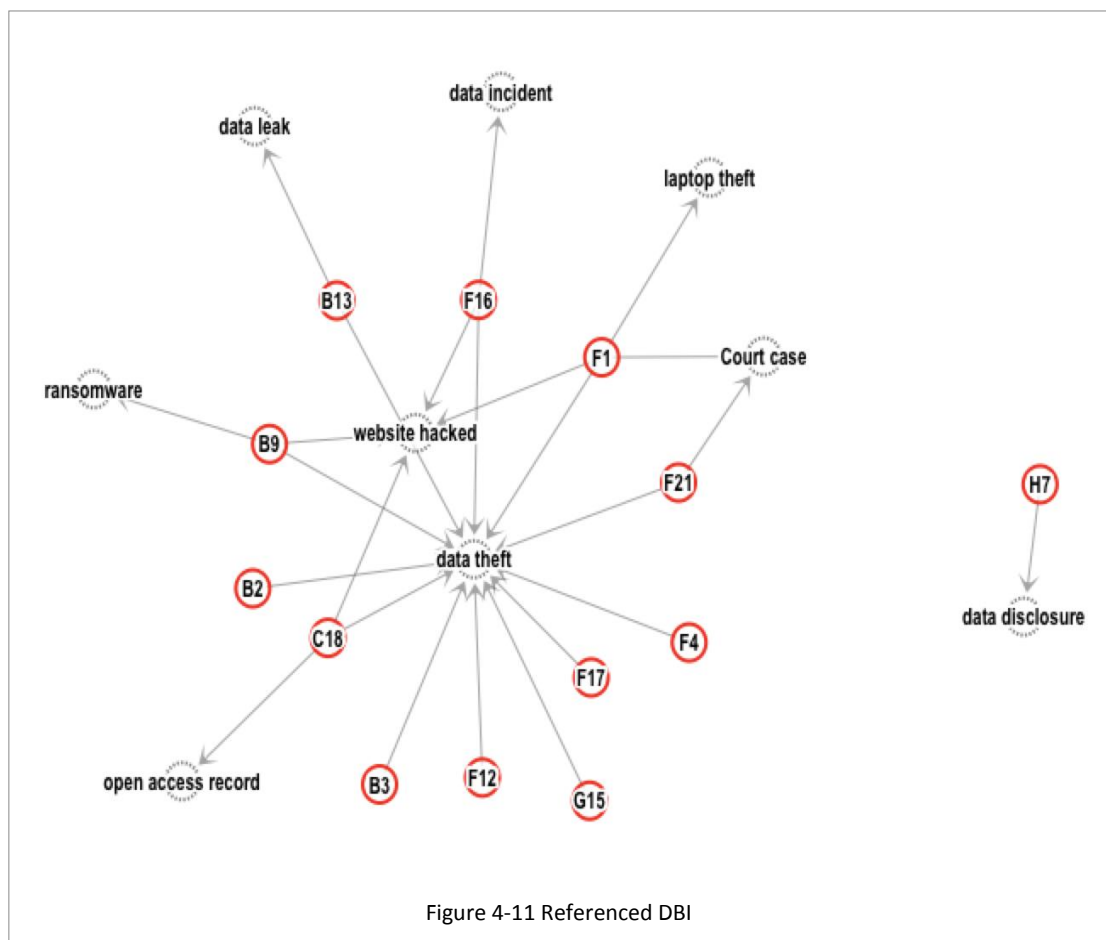 data incident
data leak
laptop theft
B13
F16
F1
Court case
ransomware
B9
website hacked
F21
H7
data theft
B2
data disclosure
C18
F4
F17
open access record
B3
F12
G15
Figure 4-11 Referenced DBI